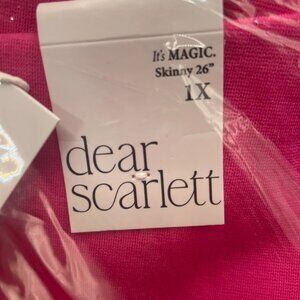 It's MAGIC.
Skinny 26"
1X
dear
scarlett